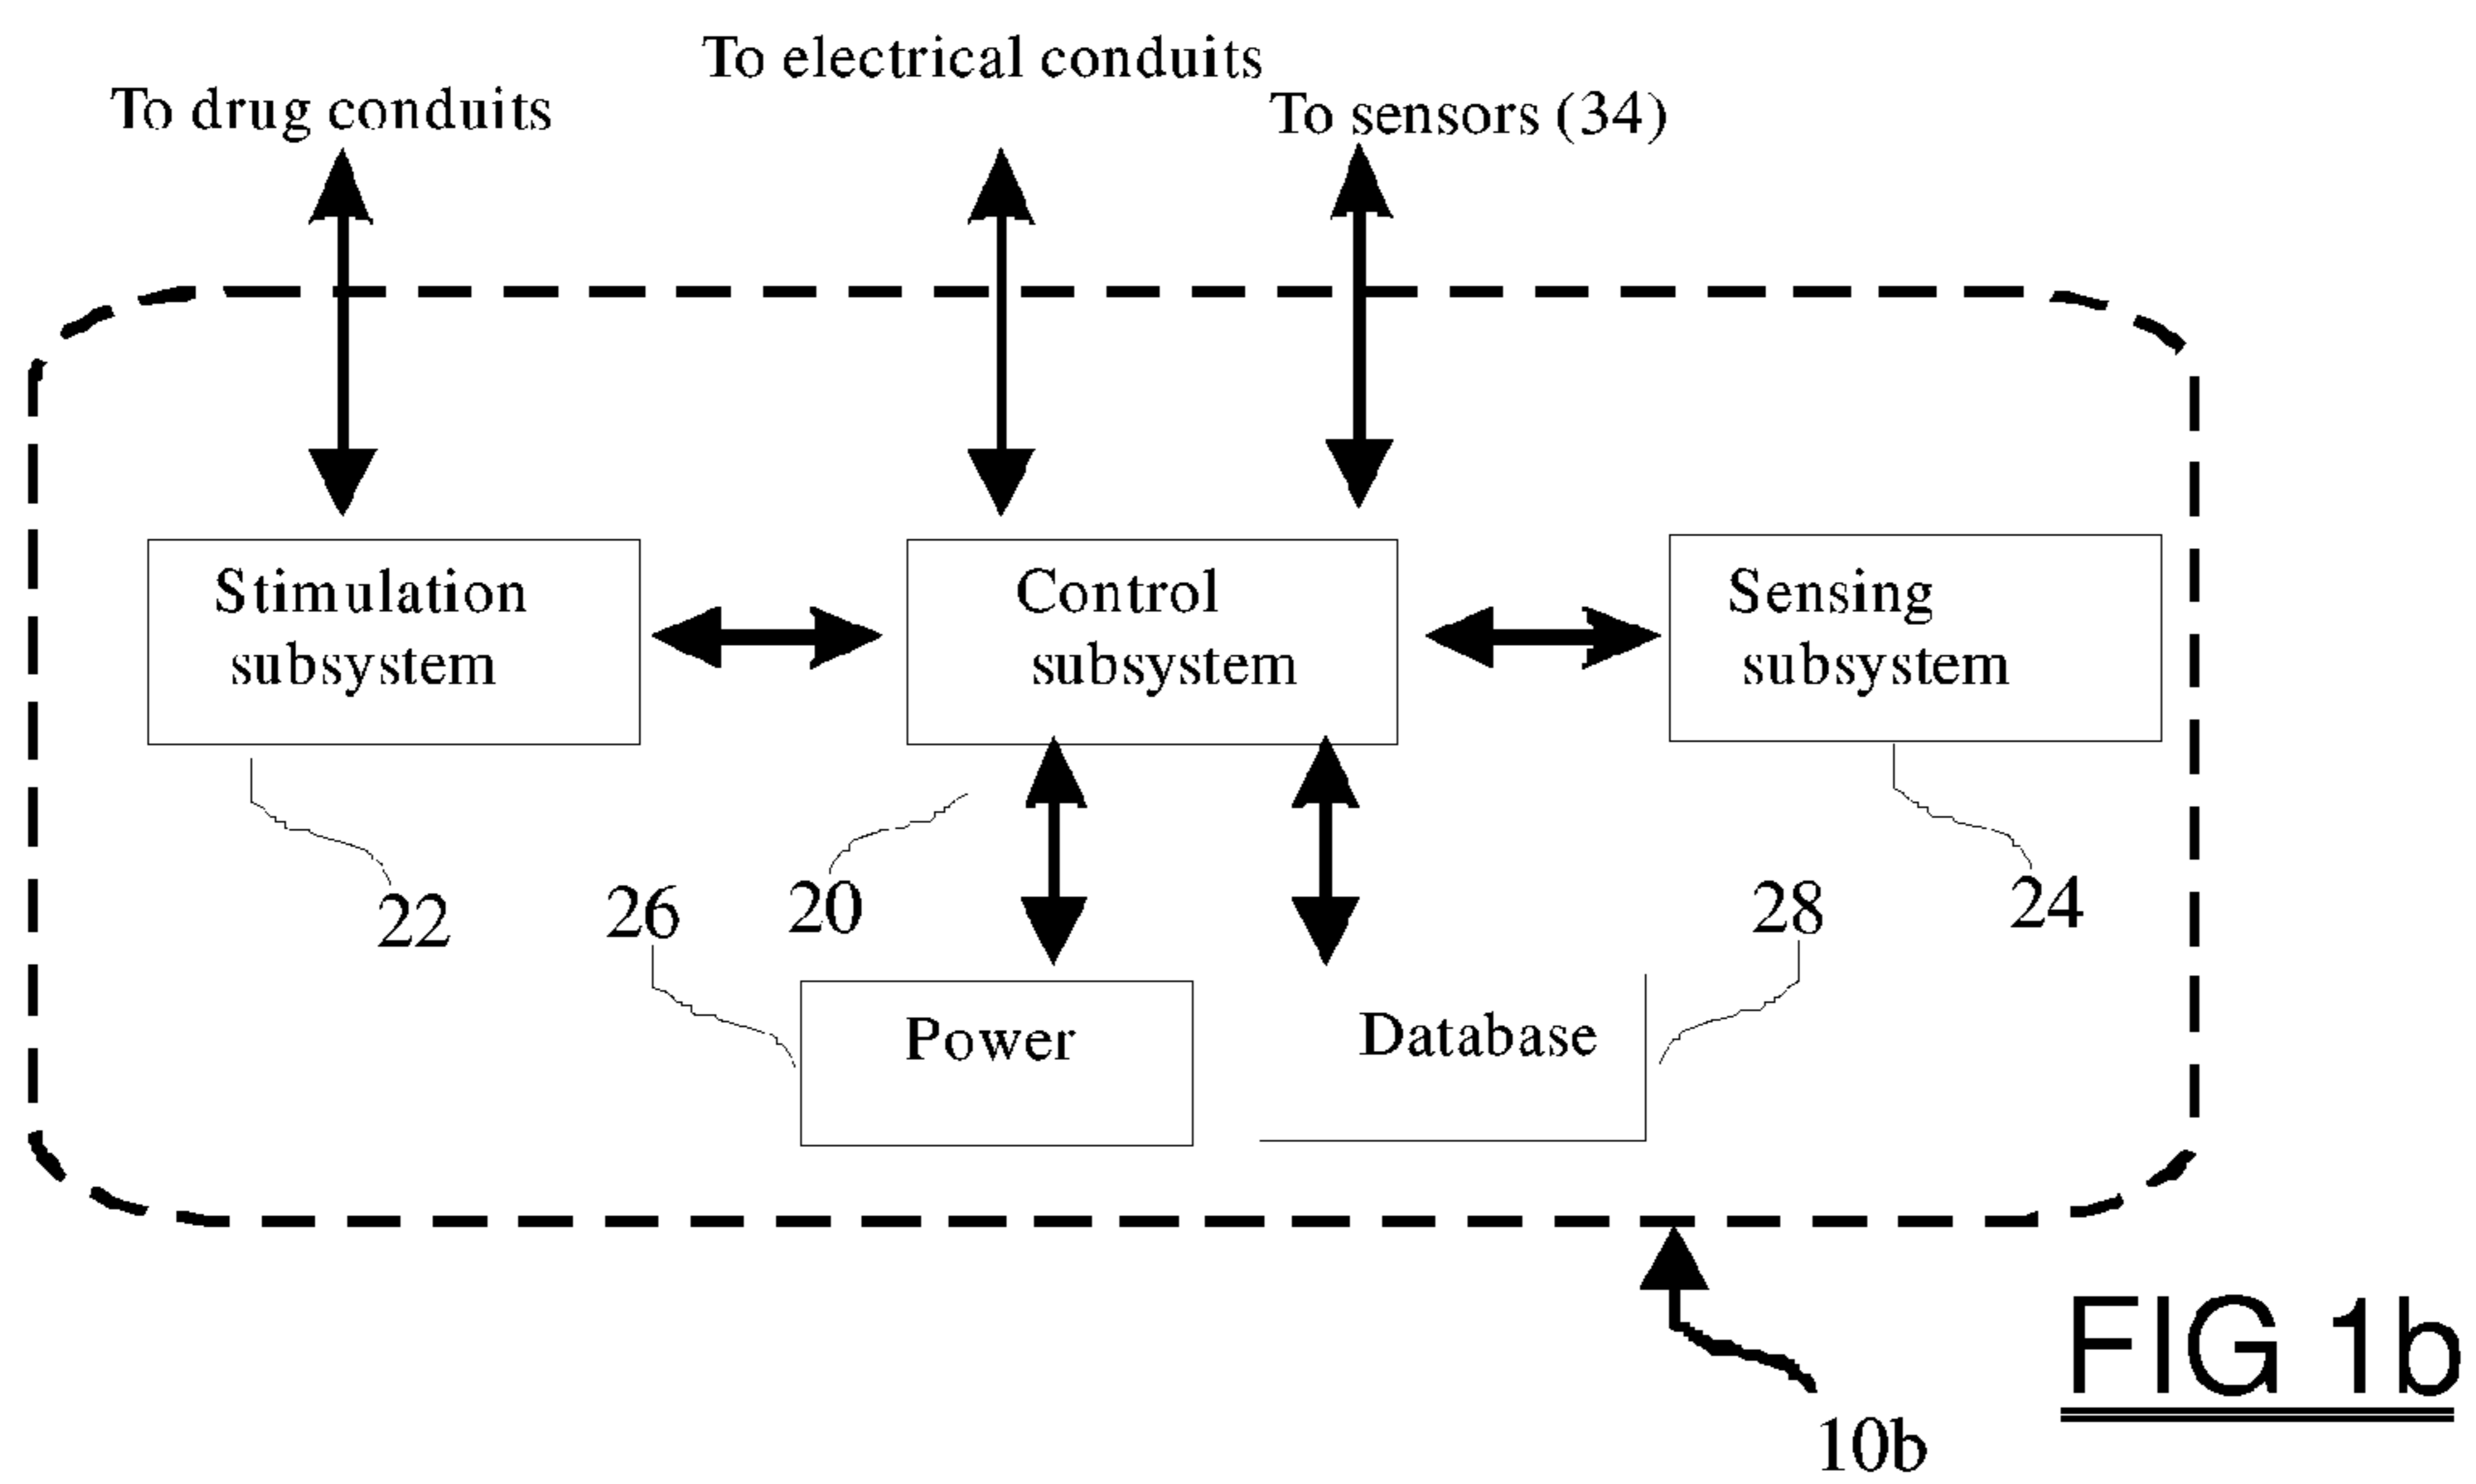 To electrical conduits
To drug conduits
To sensors (34)
Stimulation
subsystem
Control
subsystem
Sensing
subsystem
22
26
20
28
24
Power
Database
FIG 1b
10b